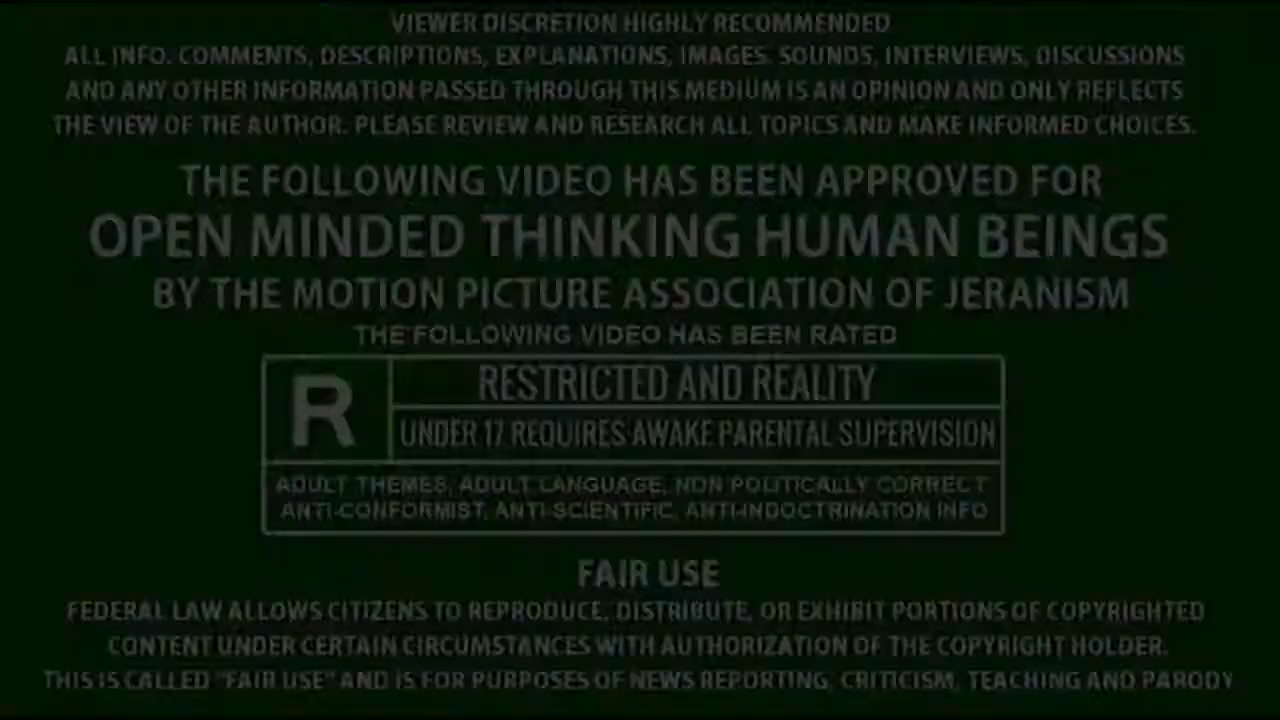 VIEWER DISCRETION HIGHLY RECOMMENDED
ALL INFO. COMMENTS, DESCRIPTIONS, EXPLANATIONS, IMAGES. SOUNDS, INTERVIEWS, DISCUSSIONS
AND ANY OTHER INFORMATION PASSED THROUGH THIS MEDIUM IS AN OPINION AND ONLY REFLECTS
THE VIEW OF THE AUTHOR. PLEASE REVIEW AND RESEARCH ALL TOPICS AND MAKE INFORMED CHOICES.
THE FOLLOWING VIDEO HAS BEEN APPROVED FOR
OPEN MINDED THINKING HUMAN BEINGS
BY THE MOTION PICTURE ASSOCIATION OF JERANISM
THE FOLLOWING VIDEO HAS BEEN RATED
R
RESTRICTED AND REALITY
UNDER 17 REQUIRES AWAKE PARENTAL SUPERVISION
ADULT THEMES, ADULT LANGUAGE, NON POLITICALLY CORRECT
ANTI-CONFORMIST, ANTI-SCIENTIFIC, ANTI-INDOCTRINATION INFO
FAIR USE
FEDERAL LAW ALLOWS CITIZENS TO REPRODUCE, DISTRIBUTE, OR EXHIBIT PORTIONS OF COPYRIGHTED
CONTENT UNDER CERTAIN CIRCUMSTANCES WITH AUTHORIZATION OF THE COPYRIGHT HOLDER.
THIS IS CALLED "FAIR USE" AND IS FOR PURPOSES OF NEWS REPORTING, CRITICISM, TEACHING AND PARODY